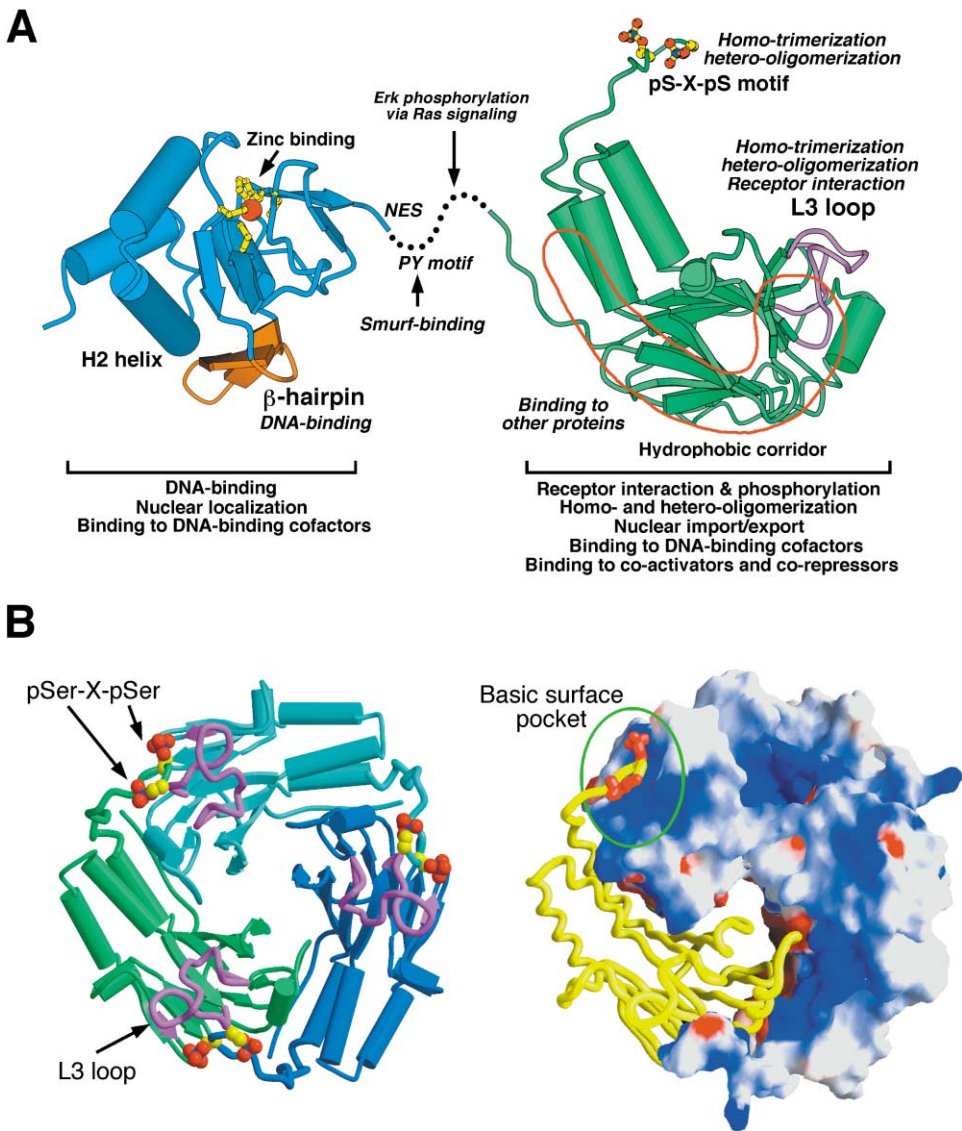 A
Homo-trimerization
hetero-oligomerization
pS-X-pS motif
Erk phosphorylation
via Ras signaling
Zinc binding
Homo-trimerization
hetero-oligomerization
Receptor interaction
L3 loop
NES
PY motif
Smurf-binding
H2 helix
β-hairpin
DNA-binding
Binding to
other proteins
Hydrophobic corridor
DNA-binding
Nuclear localization
Binding to DNA-binding cofactors
Receptor interaction & phosphorylation
Homo- and hetero-oligomerization
Nuclear import/export
Binding to DNA-binding cofactors
Binding to co-activators and co-repressors
B
pSer-X-pSer
L3 loop
Basic surface
pocket